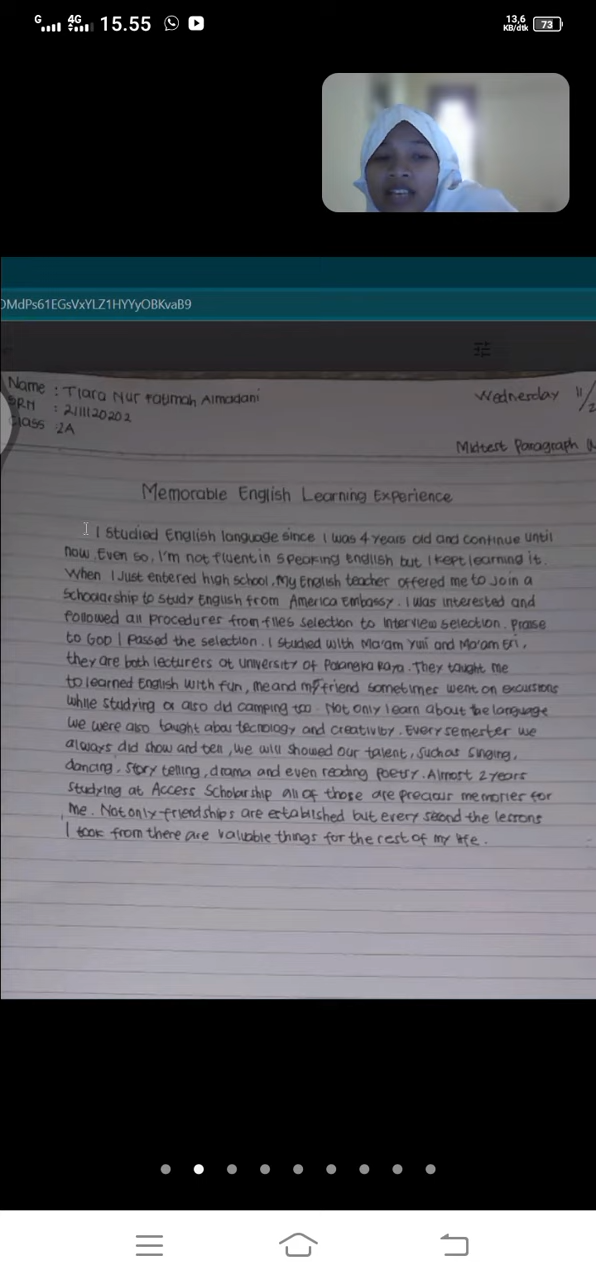 G 4G 15.55 13,6 KB/dtk 73
DMdPs61EGsVxYLZ1HYYyOBKvaB9
Name : Tiara Nur Fatimah Almadani
SRN : 2111120202
Class : 2A
Wednesday 11/
Midtest Paragraph
Memorable English Learning Experience
I studied English language since I was 4 years old and continue until
now. Even so, I'm not fluent in speaking English but I kept learning it.
When I just entered high school, my English teacher offered me to join a
scholarship to study English from America Embassy. I was interested and
followed all procedures from files selection to interview selection. Praise
to God I passed the selection. I studied with Ma'am Yuli and Ma'am Eri,
they are both lecturers at University of Palangka Raya. They taught me
to learned English with fun, me and my friend sometimes went on excursions
while studying or also did camping too. Not only learn about the language
we were also taught about tecnology and creativity. Every semerter we
always did show and tell, we will showed our talent, such as singing,
dancing, story telling, drama and even reading poetry. Almost 2 years
studying at Access Scholarship all of those are precious memories for
me. Not only friendships are established but every second the lessons
I took from there are valuable things for the rest of my life.